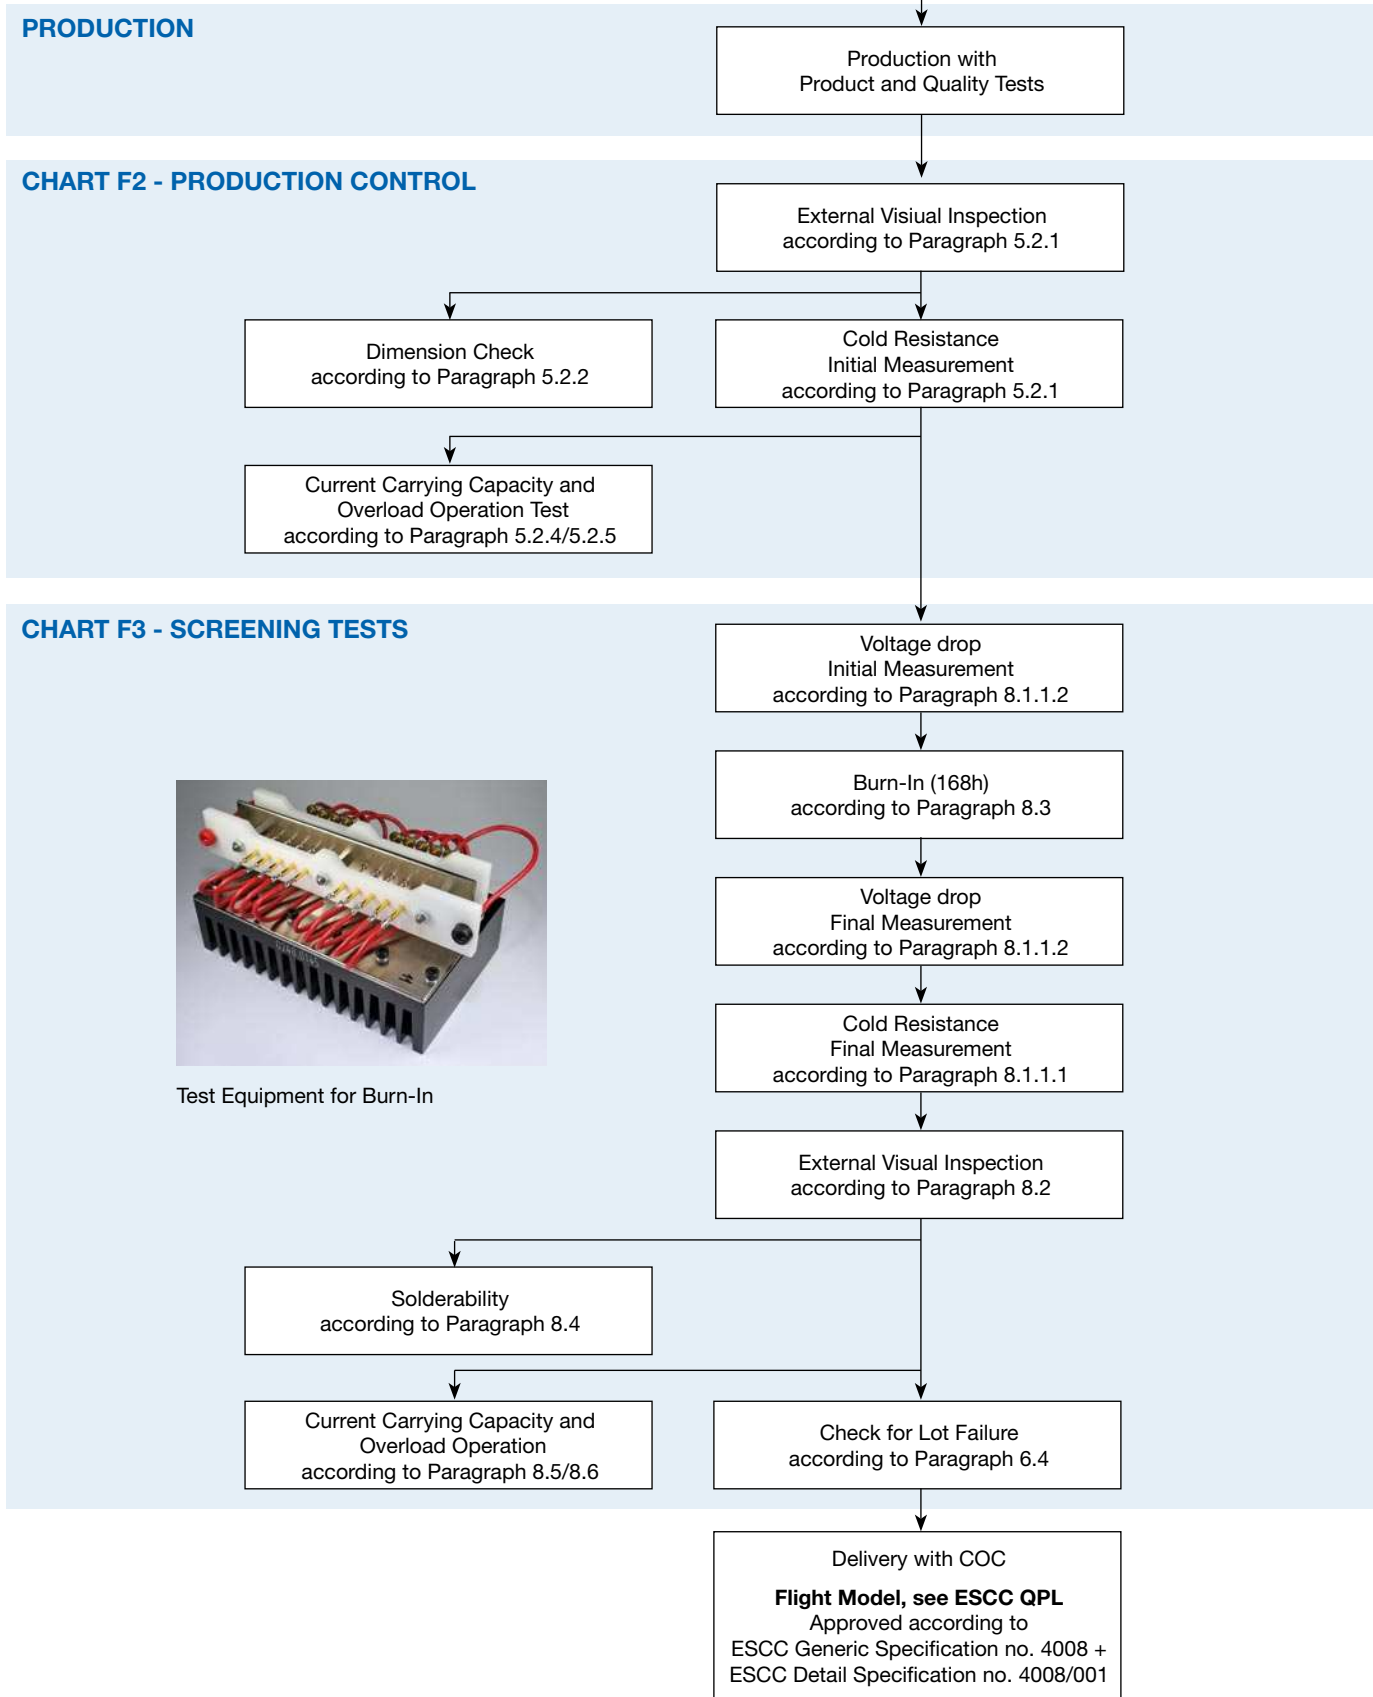 PRODUCTION
Production with
Product and Quality Tests
CHART F2 - PRODUCTION CONTROL
External Visiual Inspection
according to Paragraph 5.2.1
Dimension Check
according to Paragraph 5.2.2
Cold Resistance
Initial Measurement
according to Paragraph 5.2.1
Current Carrying Capacity and
Overload Operation Test
according to Paragraph 5.2.4/5.2.5
CHART F3 - SCREENING TESTS
Voltage drop
Initial Measurement
according to Paragraph 8.1.1.2
Burn-In (168h)
according to Paragraph 8.3
Voltage drop
Final Measurement
according to Paragraph 8.1.1.2
Cold Resistance
Final Measurement
according to Paragraph 8.1.1.1
Test Equipment for Burn-In
External Visual Inspection
according to Paragraph 8.2
Solderability
according to Paragraph 8.4
Current Carrying Capacity and
Overload Operation
according to Paragraph 8.5/8.6
Check for Lot Failure
according to Paragraph 6.4
Delivery with COC
Flight Model, see ESCC QPL
Approved according to
ESCC Generic Specification no. 4008 +
ESCC Detail Specification no. 4008/001